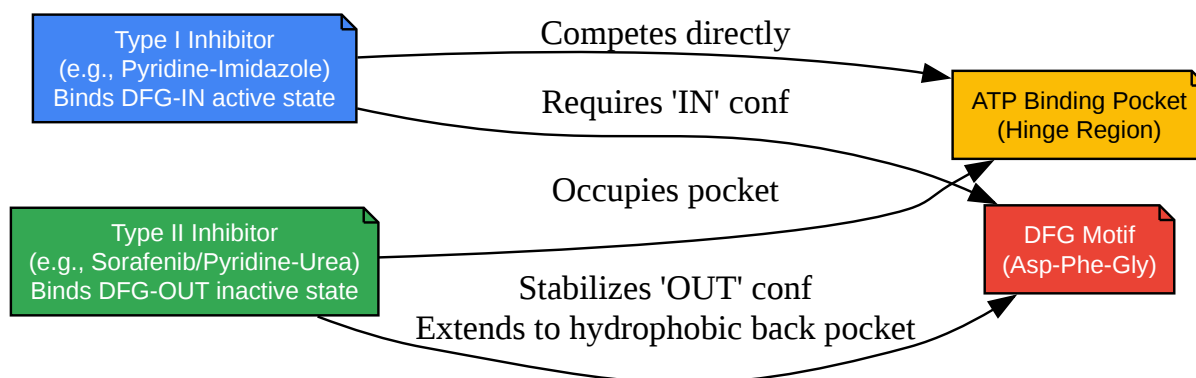 Type I Inhibitor
(e.g., Pyridine-Imidazole)
Binds DFG-IN active state
Competes directly
Requires 'IN' conf
ATP Binding Pocket
(Hinge Region)
Occupies pocket
Type II Inhibitor
(e.g., Sorafenib/Pyridine-Urea)
Binds DFG-OUT inactive state
DFG Motif
(Asp-Phe-Gly)
Stabilizes 'OUT' conf
Extends to hydrophobic back pocket